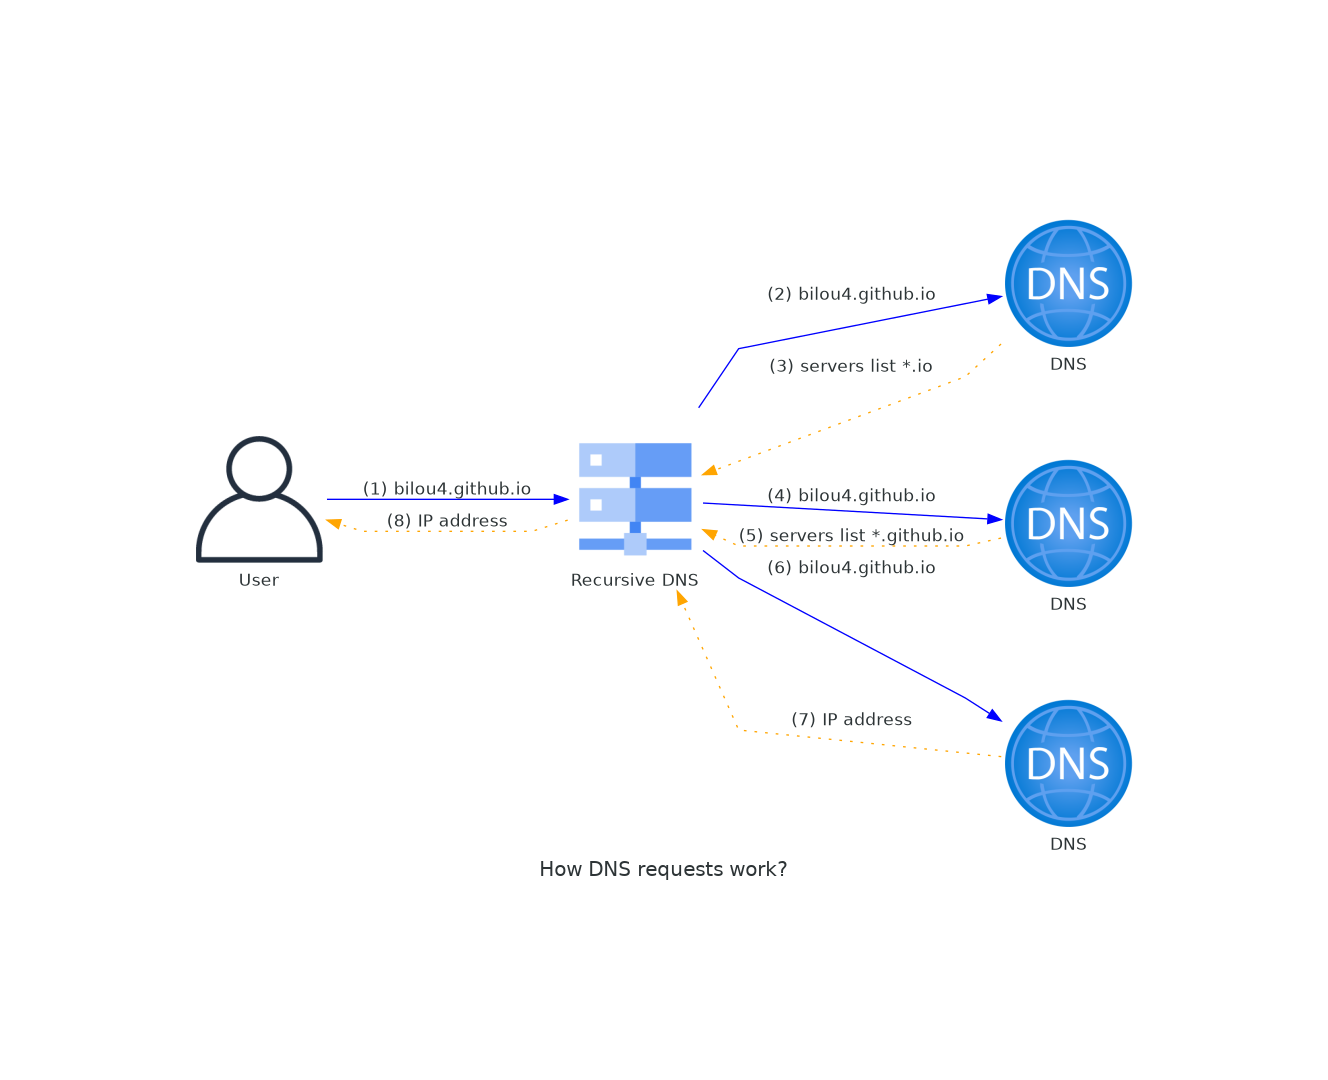 DNS
(2) bilou4.github.io
(3) servers list *.io
DNS
(1) bilou4.github.io
(8) IP address
User
Recursive DNS
(4) bilou4.github.io
(5) servers list *.github.io
(6) bilou4.github.io
DNS
DNS
(7) IP address
DNS
DNS
How DNS requests work?